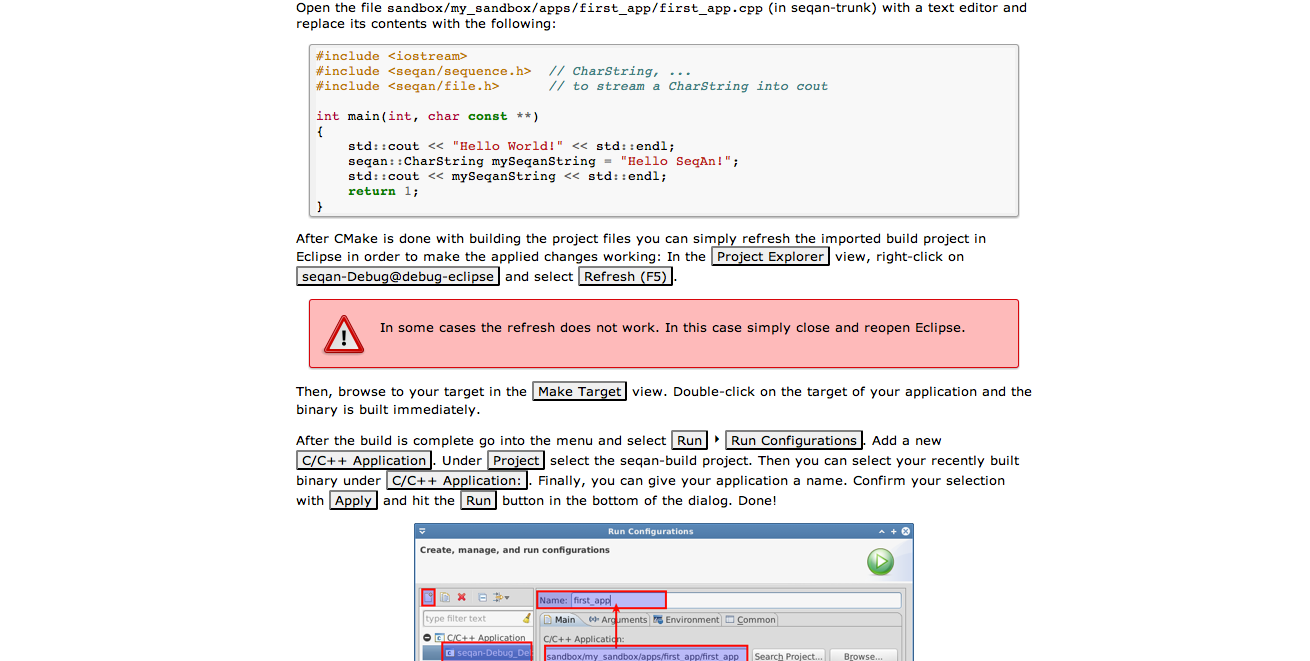 Open the file sandbox/my_sandbox/apps/first_app/first_app.cpp (in seqan-trunk) with a text editor and
replace its contents with the following:
#include <iostream>
#include <seqan/sequence.h>  // CharString, ...
#include <seqan/file.h>      // to stream a CharString into cout
int main(int, char const **)
{
    std::cout << "Hello World!" << std::endl;
    seqan::CharString mySeqanString = "Hello SeqAn!";
    std::cout << mySeqanString << std::endl;
    return 1;
}
After CMake is done with building the project files you can simply refresh the imported build project in
Eclipse in order to make the applied changes working: In the Project Explorer view, right-click on
seqan-Debug@debug-eclipse and select Refresh (F5).
In some cases the refresh does not work. In this case simply close and reopen Eclipse.
Then, browse to your target in the Make Target view. Double-click on the target of your application and the
binary is built immediately.
After the build is complete go into the menu and select Run ‣ Run Configurations. Add a new
C/C++ Application. Under Project select the seqan-build project. Then you can select your recently built
binary under C/C++ Application:. Finally, you can give your application a name. Confirm your selection
with Apply and hit the Run button in the bottom of the dialog. Done!
Run Configurations
Create, manage, and run configurations
Name: first_app
type filter text
Main Arguments Environment Common
C/C++ Application
C/C++ Application:
seqan-Debug_De
sandbox/my_sandbox/apps/first_app/first_app Search Project... Browse...